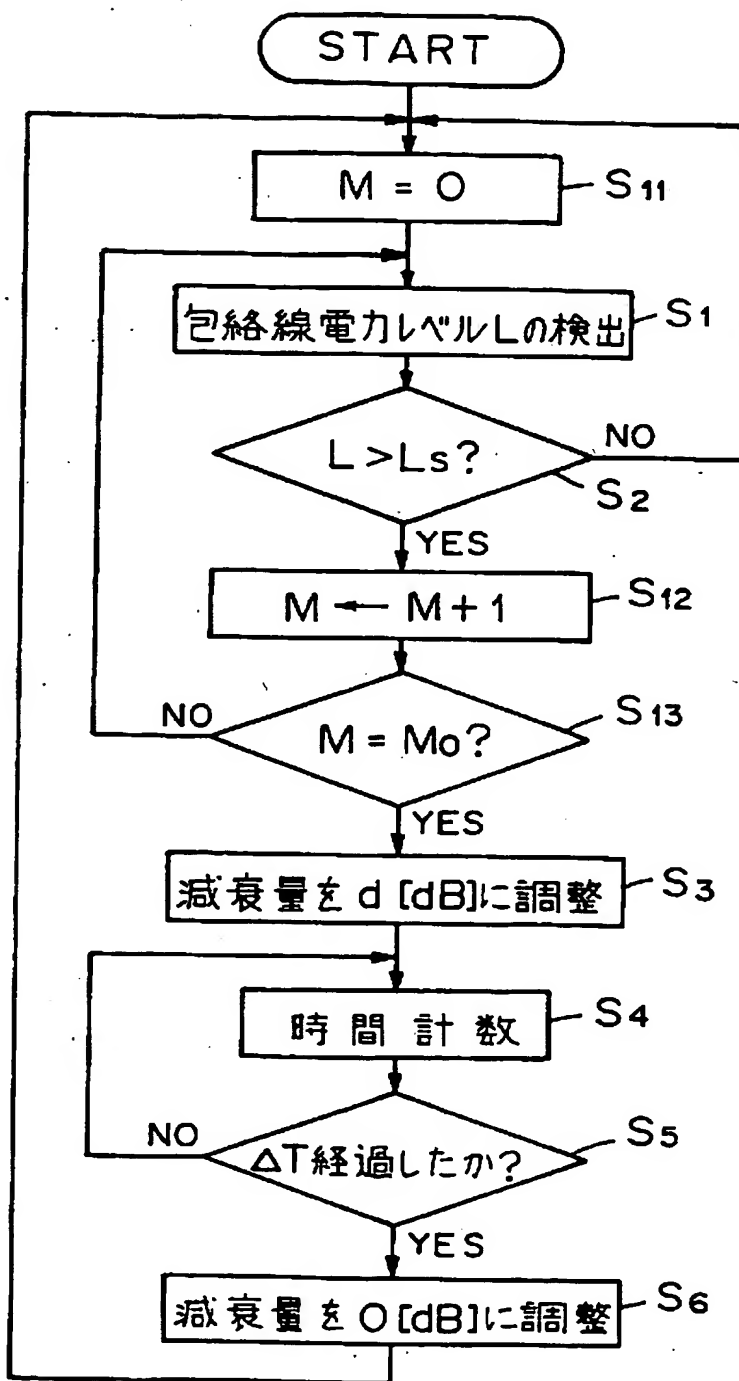 START
M = 0
S11
包絡線電力レベルLの検出
S1
L > Ls?
NO
S2
YES
M ← M + 1
S12
NO
M = Mo?
S13
YES
減衰量を d [dB]に調整
S3
時間計数
S4
NO
ΔT経過したか?
S5
YES
減衰量を 0 [dB]に調整
S6